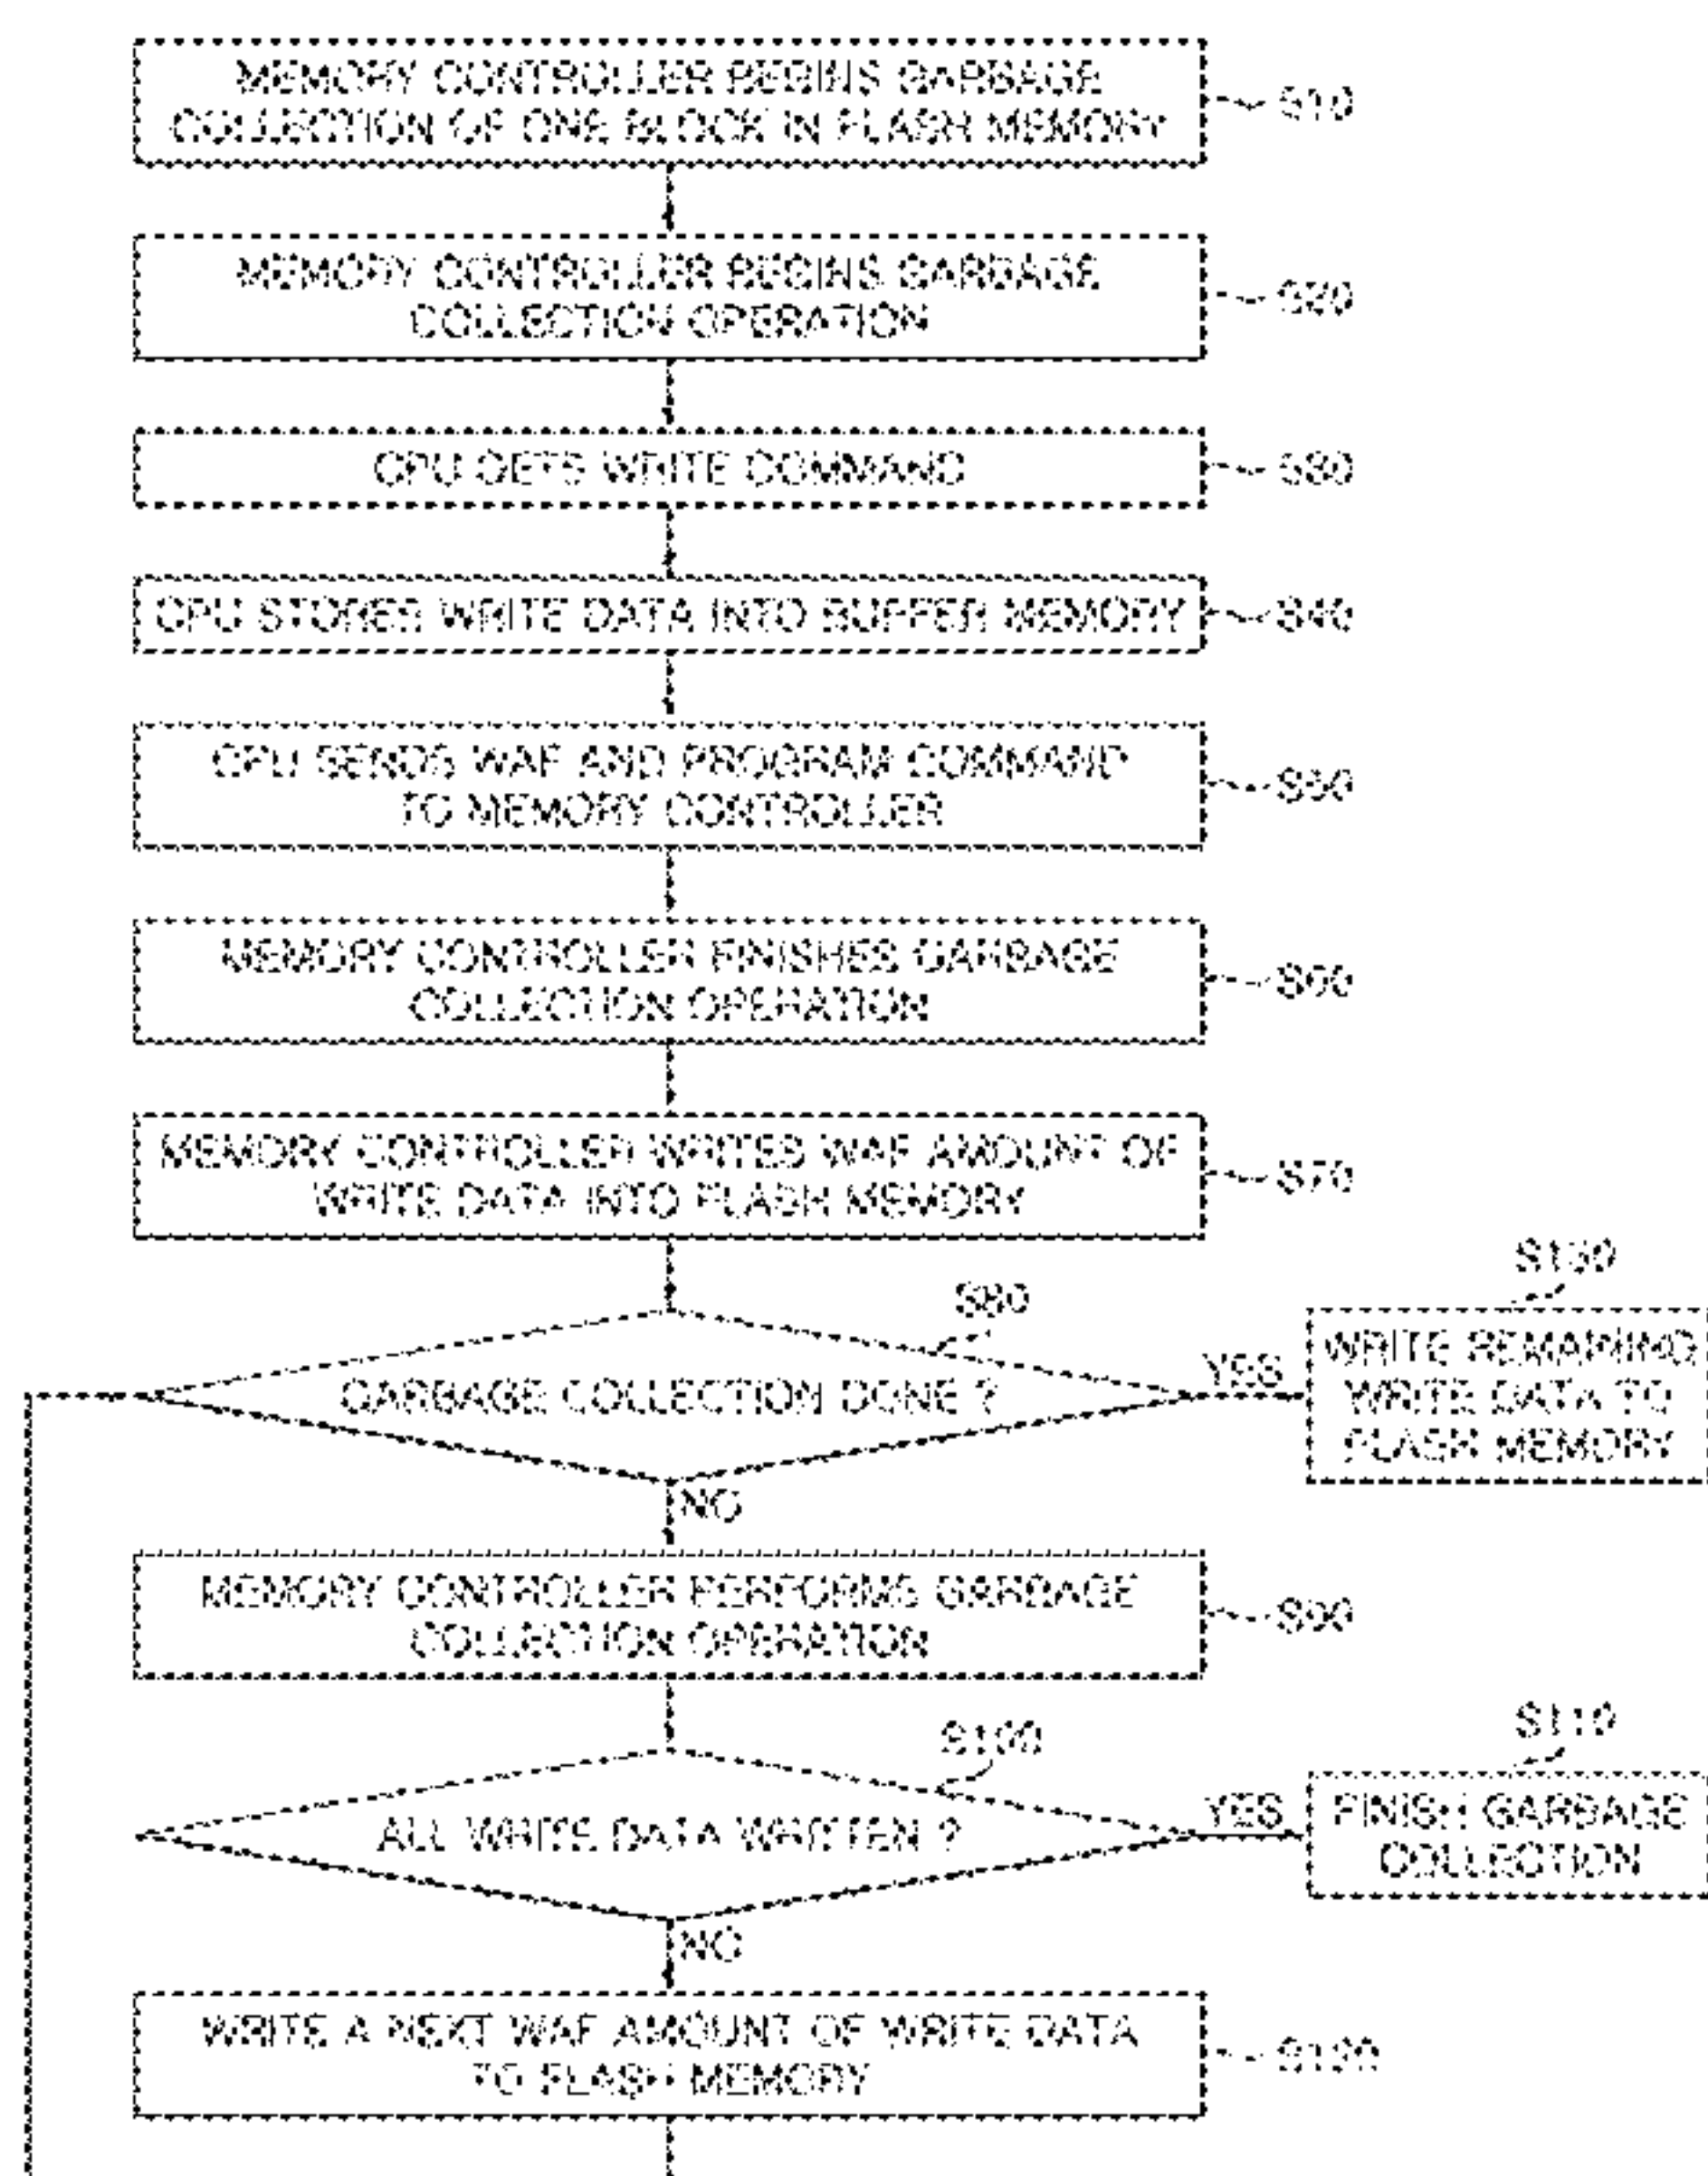 MEMORY CONTROLLER BEGINS GARBAGE
COLLECTION OF ONE BLOCK IN FLASH MEMORY
S10
MEMORY CONTROLLER BEGINS GARBAGE
COLLECTION OPERATION
S20
CPU GETS WRITE COMMAND
S30
CPU STORES WRITE DATA INTO BUFFER MEMORY
S40
CPU SENDS WAF AND PROGRAM COMMAND
TO MEMORY CONTROLLER
S50
MEMORY CONTROLLER FINISHES GARBAGE
COLLECTION OPERATION
S60
MEMORY CONTROLLER WRITES WAF AMOUNT OF
WRITE DATA INTO FLASH MEMORY
S70
S80
GARBAGE COLLECTION DONE ?
YES
S130
WRITE REMAINING
WRITE DATA TO
FLASH MEMORY
NO
MEMORY CONTROLLER PERFORMS GARBAGE
COLLECTION OPERATION
S90
S100
ALL WRITE DATA WRITTEN ?
YES
S110
FINISH GARBAGE
COLLECTION
NO
WRITE A NEXT WAF AMOUNT OF WRITE DATA
TO FLASH MEMORY
S120